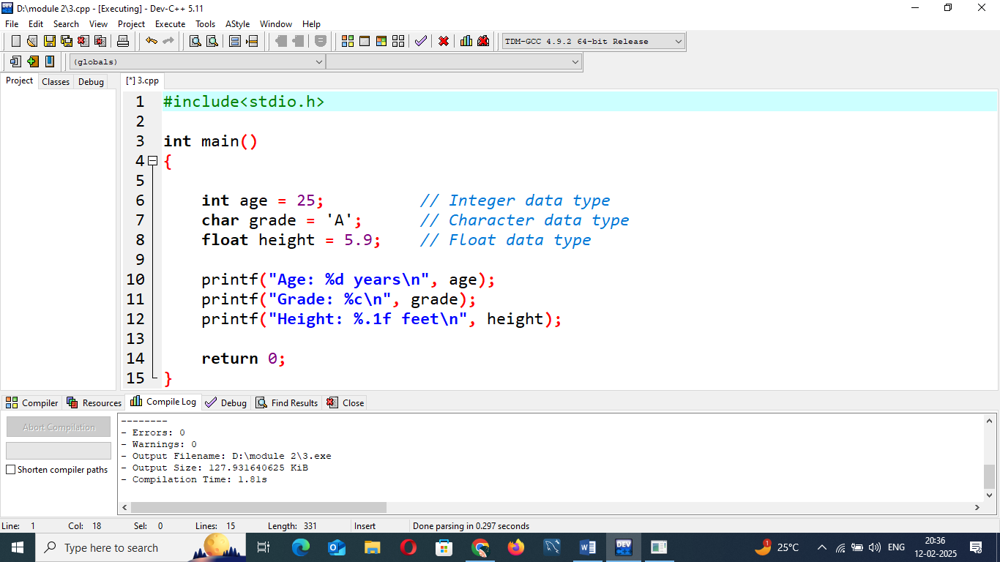 D:\module 2\3.cpp - [Executing] - Dev-C++ 5.11
File Edit Search View Project Execute Tools AStyle Window Help
TDM-GCC 4.9.2 64-bit Release
(globals)
Project Classes Debug [*] 3.cpp
1 #include<stdio.h>
2
3 int main()
4 {
5
6 int age = 25; // Integer data type
7 char grade = 'A'; // Character data type
8 float height = 5.9; // Float data type
9
10 printf("Age: %d years\n", age);
11 printf("Grade: %c\n", grade);
12 printf("Height: %.1f feet\n", height);
13
14 return 0;
15 }
Compiler Resources Compile Log Debug Find Results Close
Abort Compilation
Shorten compiler paths
--------
- Errors: 0
- Warnings: 0
- Output Filename: D:\module 2\3.exe
- Output Size: 127.931640625 KiB
- Compilation Time: 1.81s
Line: 1 Col: 18 Sel: 0 Lines: 15 Length: 331 Insert Done parsing in 0.297 seconds
Type here to search
DEV
1
25°C
ENG
20:36
12-02-2025